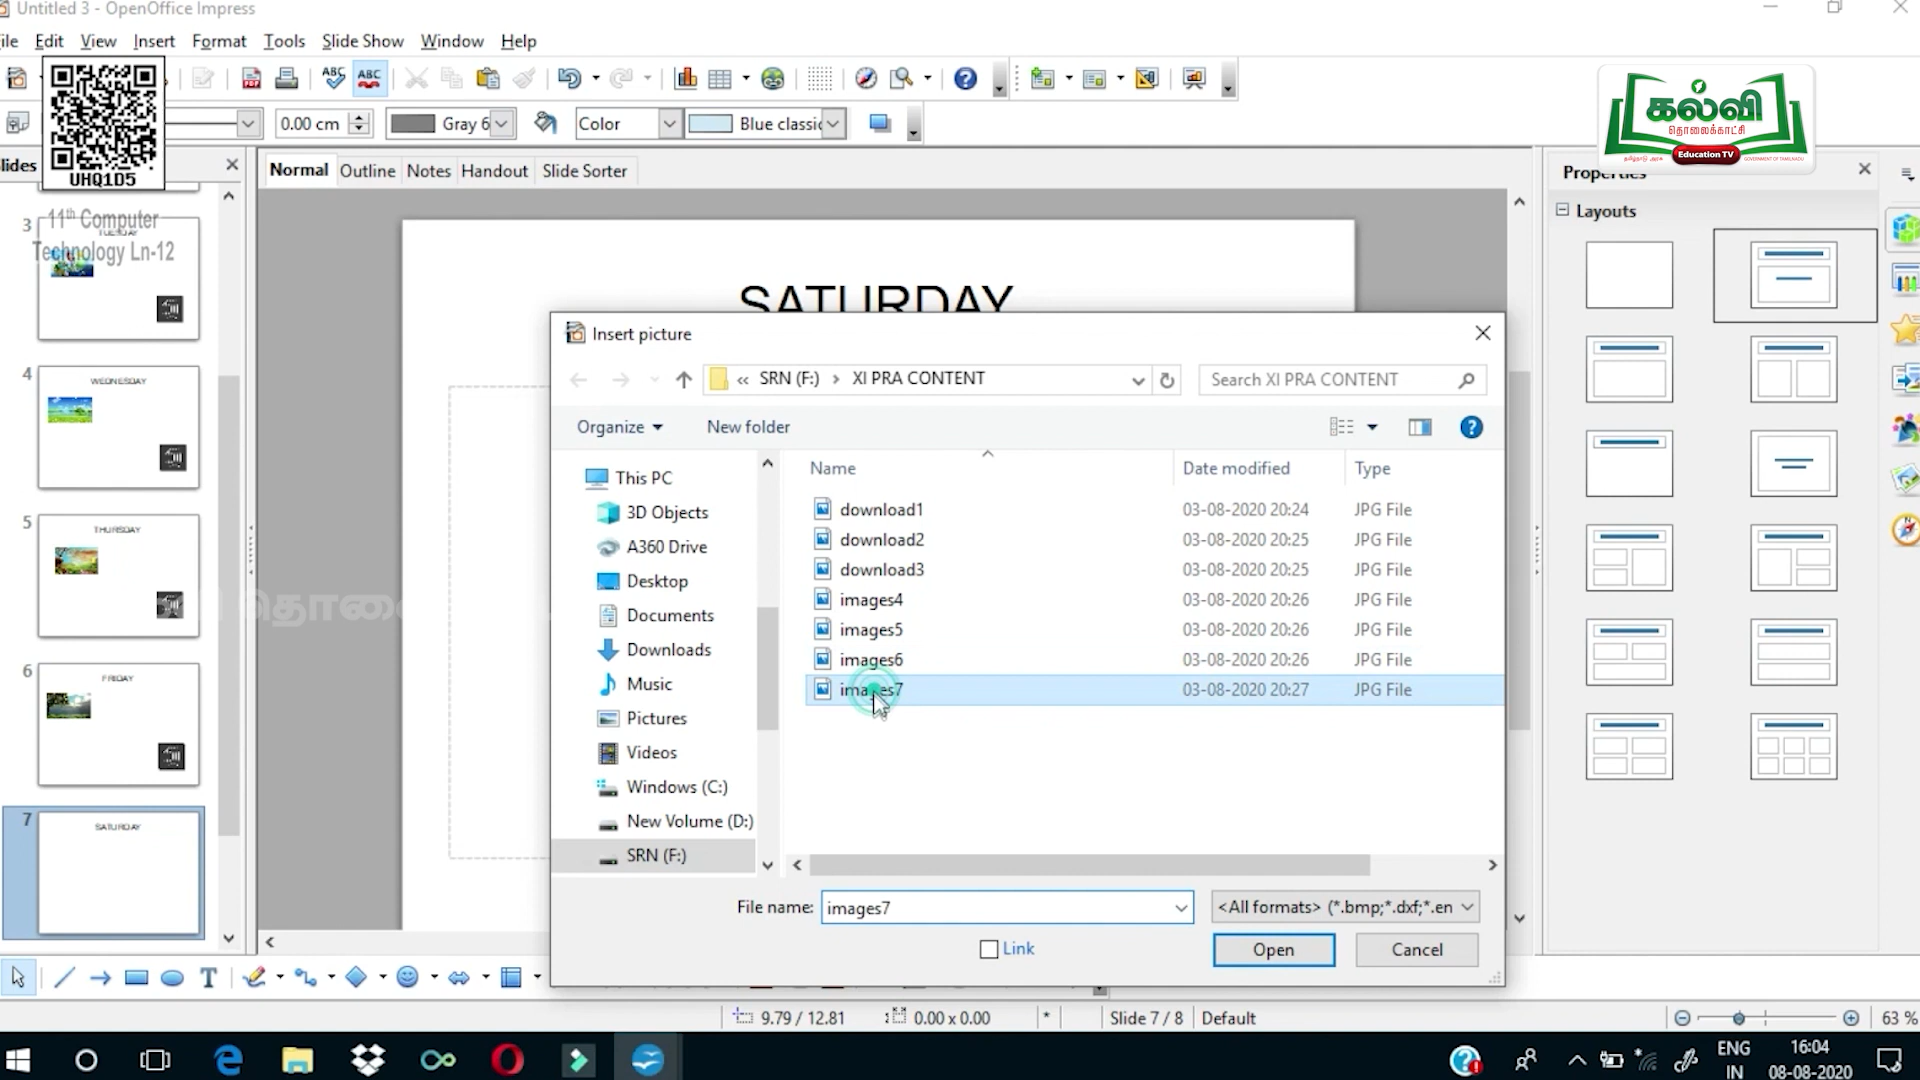 Untitled 3 - OpenOffice Impress
Edit View Insert Format Tools Slide Show Window Help
UHQ1D5
11th Computer
Technology Ln-12
0.00 cm
Gray 6
Color
Blue classic
கல்வி
தொலைக்காட்சி
Education TV
GOVERNMENT OF TAMILNADU
Normal Outline Notes Handout Slide Sorter
Properties
Layouts
3
TUESDAY
4
WEDNESDAY
5
THURSDAY
6
FRIDAY
7
SATURDAY
SATURDAY
Insert picture
« SRN (F:) › XI PRA CONTENT
Search XI PRA CONTENT
Organize
New folder
This PC
3D Objects
A360 Drive
Desktop
Documents
Downloads
Music
Pictures
Videos
Windows (C:)
New Volume (D:)
SRN (F:)
Name Date modified Type
download1 03-08-2020 20:24 JPG File
download2 03-08-2020 20:25 JPG File
download3 03-08-2020 20:25 JPG File
images4 03-08-2020 20:26 JPG File
images5 03-08-2020 20:26 JPG File
images6 03-08-2020 20:26 JPG File
images7 03-08-2020 20:27 JPG File
File name: images7
<All formats> (*.bmp;*.dxf;*.en
Link
Open
Cancel
9.79 / 12.81
0.00 x 0.00
*
Slide 7 / 8
Default
63 %
ENG
IN
16:04
08-08-2020